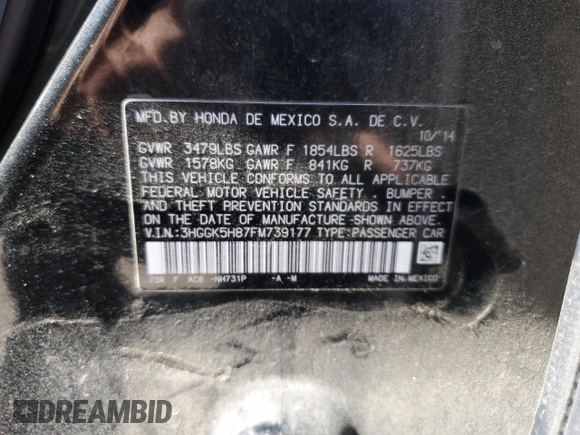 MFD.BY HONDA DE MEXICO S.A. DE C.V.
10/'14
GVWR 3479LBS GAWR F 1854LBS R 1625LBS
GVWR 1578KG GAWR F 841KG R 737KG
THIS VEHICLE CONFORMS TO ALL APPLICABLE
FEDERAL MOTOR VEHICLE SAFETY, BUMPER,
AND THEFT PREVENTION STANDARDS IN EFFECT
ON THE DATE OF MANUFACTURE SHOWN ABOVE.
V.I.N.:3HGGK5H87FM739177 TYPE:PASSENGER CAR
F ACB -NH731P -A -M MADE IN MEXICO
DREAMBID